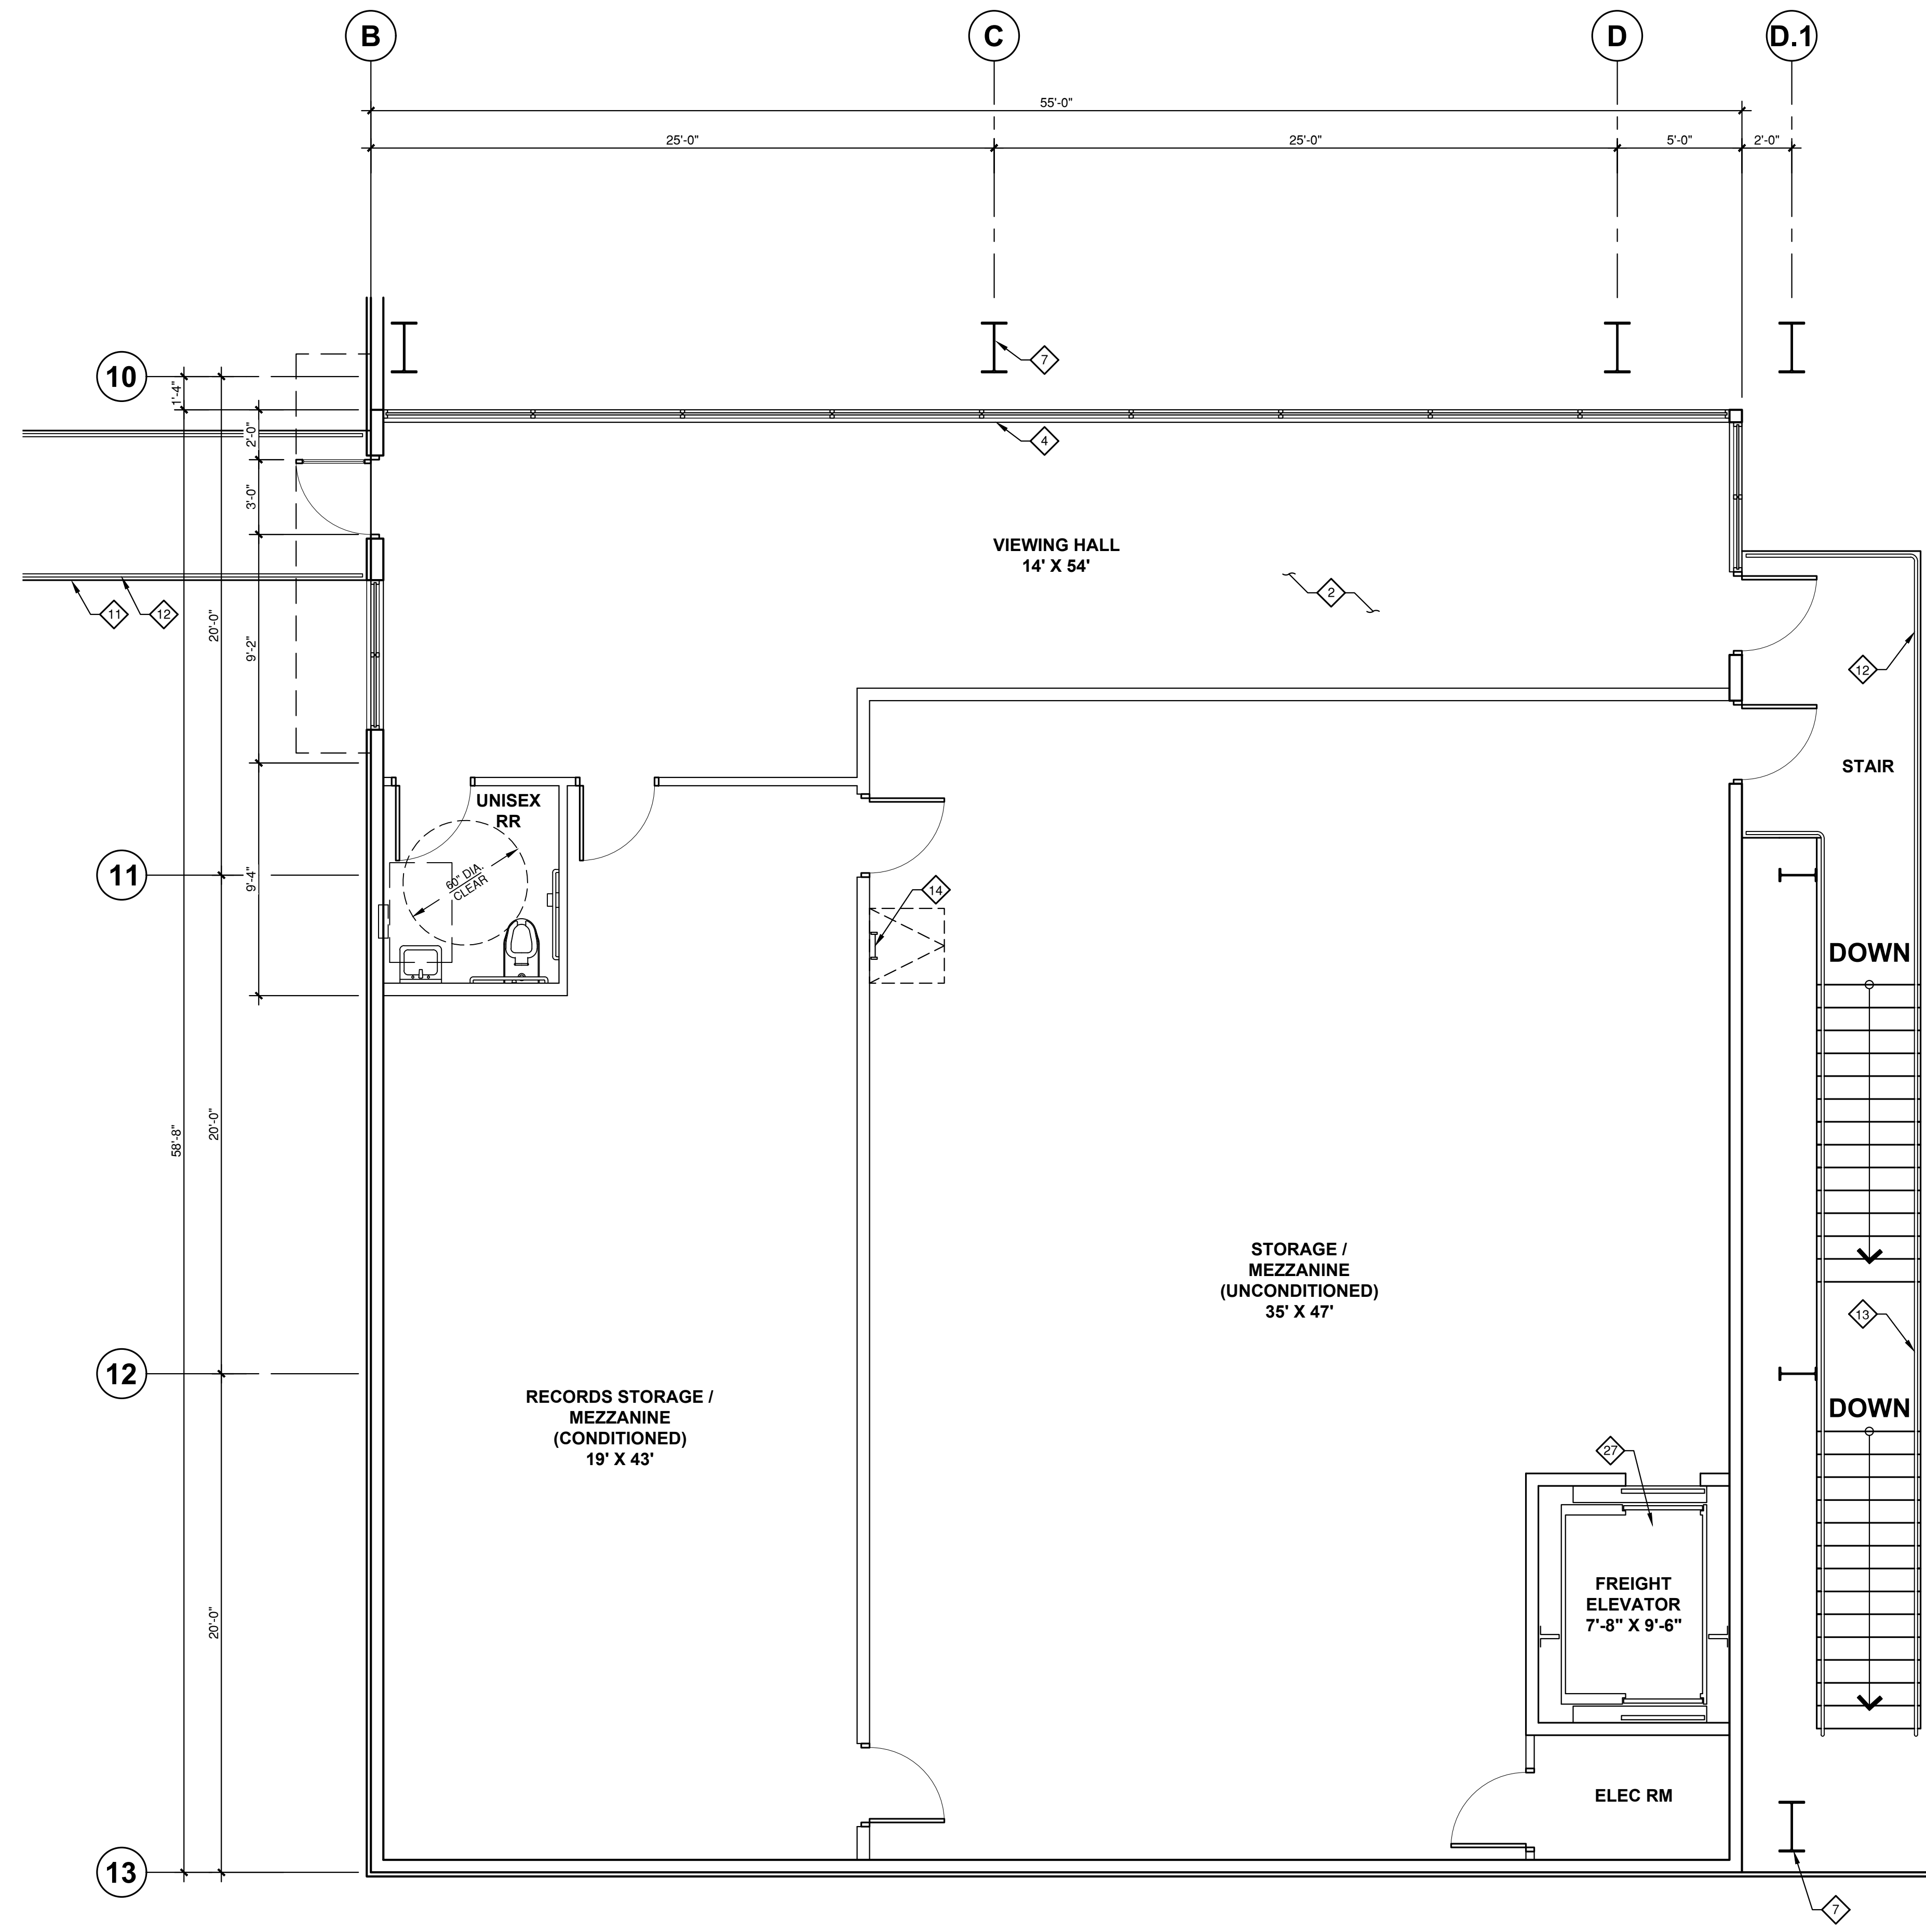 B
C
D
D.1
55'-0"
25'-0"
25'-0"
5'-0"
2'-0"
10
1'-4"
7
2'-0"
4
3'-0"
VIEWING HALL
14' X 54'
2
11
12
20'-0"
9'-2"
12
STAIR
UNISEX
RR
11
9'-4"
60" DIA.
CLEAR
14
DOWN
58'-8"
20'-0"
STORAGE /
MEZZANINE
(UNCONDITIONED)
35' X 47'
13
12
RECORDS STORAGE /
MEZZANINE
(CONDITIONED)
19' X 43'
DOWN
27
20'-0"
FREIGHT
ELEVATOR
7'-8" X 9'-6"
ELEC RM
13
7